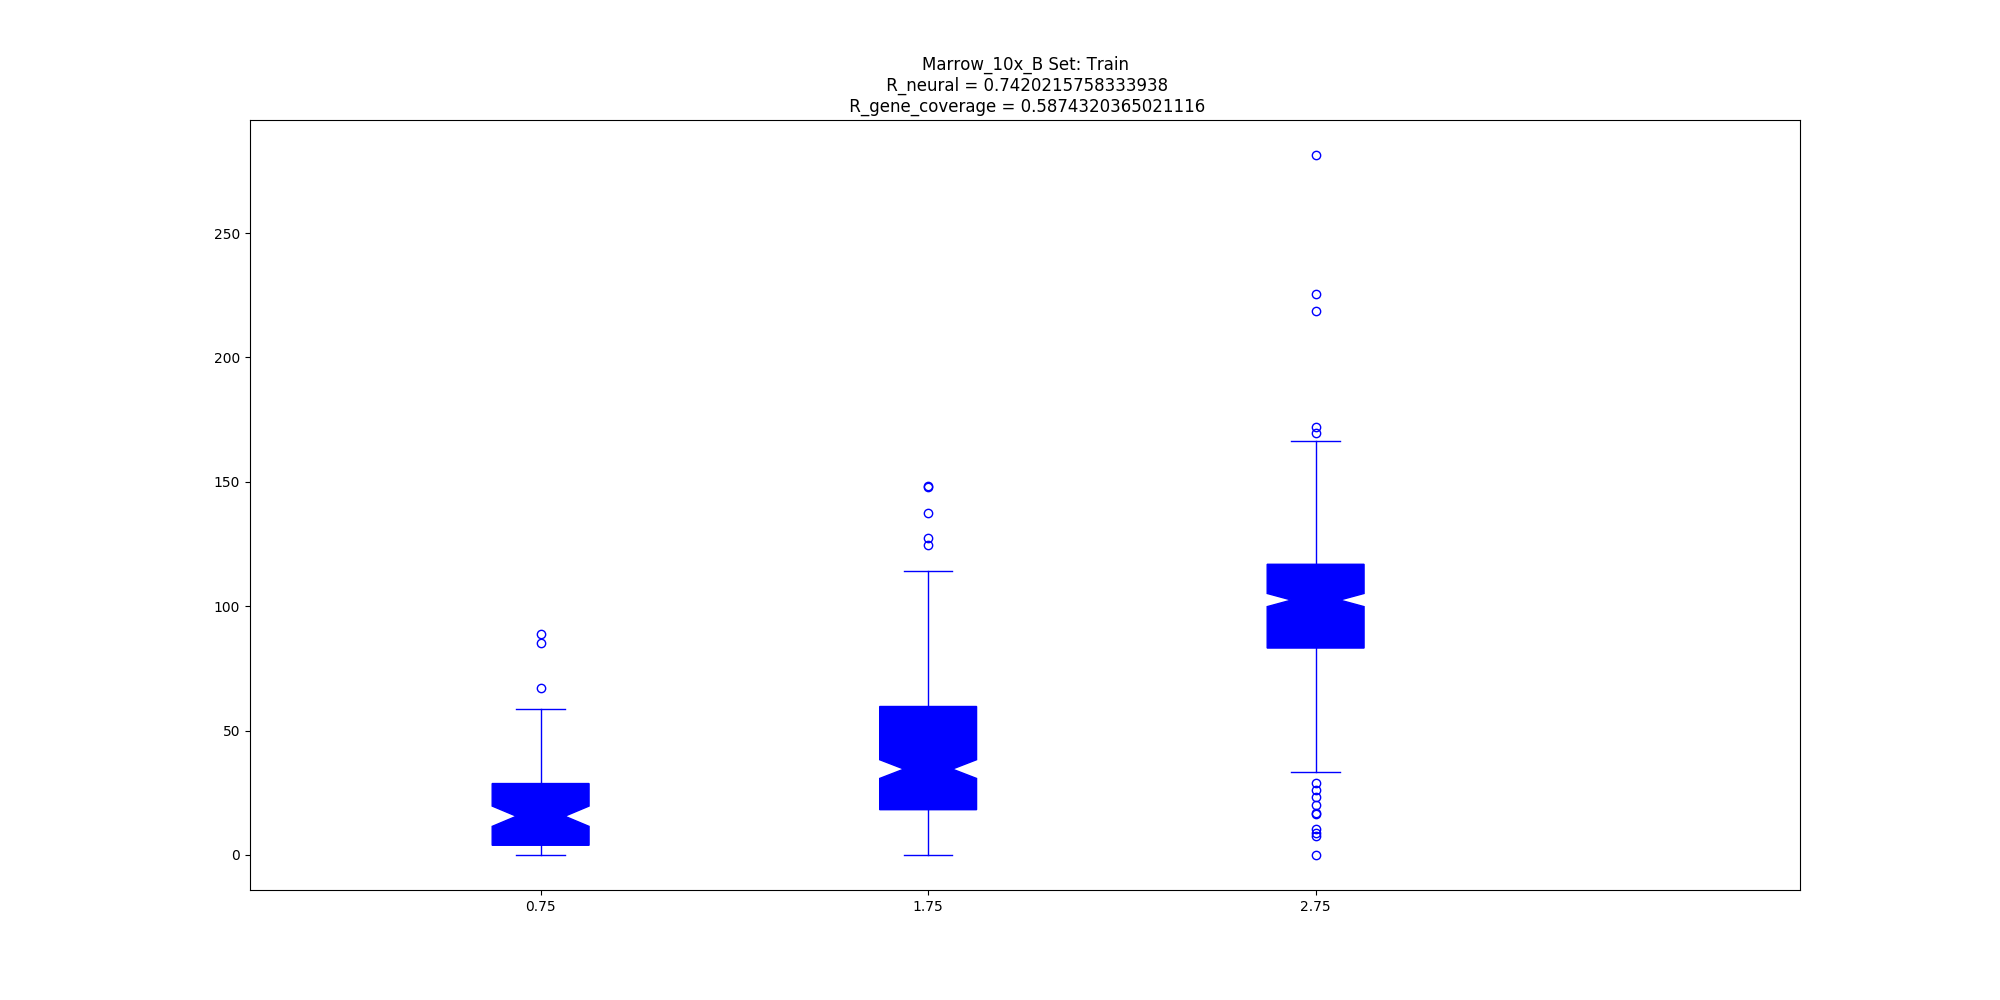 Marrow_10x_B Set: Train
R_neural = 0.7420215758333938
R_gene_coverage = 0.5874320365021116
250
200
150
100
50
0
0.75 1.75 2.75